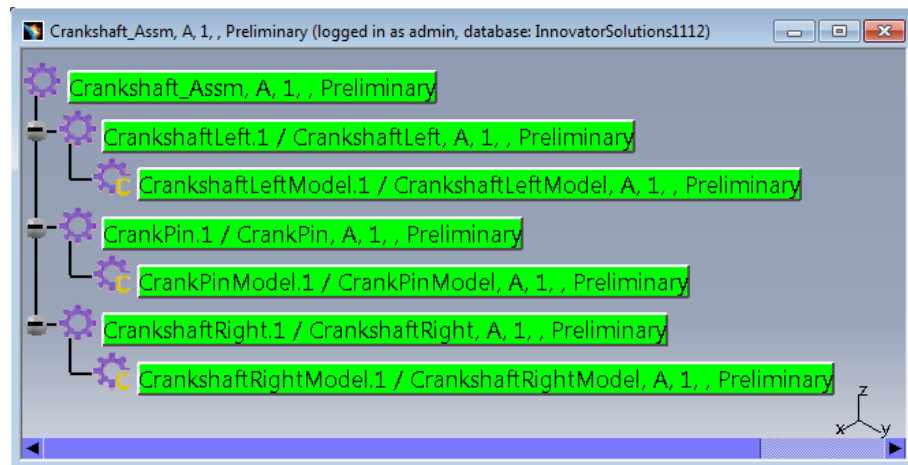 Crankshaft_Assm, A, 1, , Preliminary (logged in as admin, database: InnovatorSolutions1112)
Crankshaft_Assm, A, 1, , Preliminary
CrankshaftLeft.1 / CrankshaftLeft, A, 1, , Preliminary
CrankshaftLeftModel.1 / CrankshaftLeftModel, A, 1, , Preliminary
CrankPin.1 / CrankPin, A, 1, , Preliminary
CrankPinModel.1 / CrankPinModel, A, 1, , Preliminary
CrankshaftRight.1 / CrankshaftRight, A, 1, , Preliminary
CrankshaftRightModel.1 / CrankshaftRightModel, A, 1, , Preliminary
z
x y